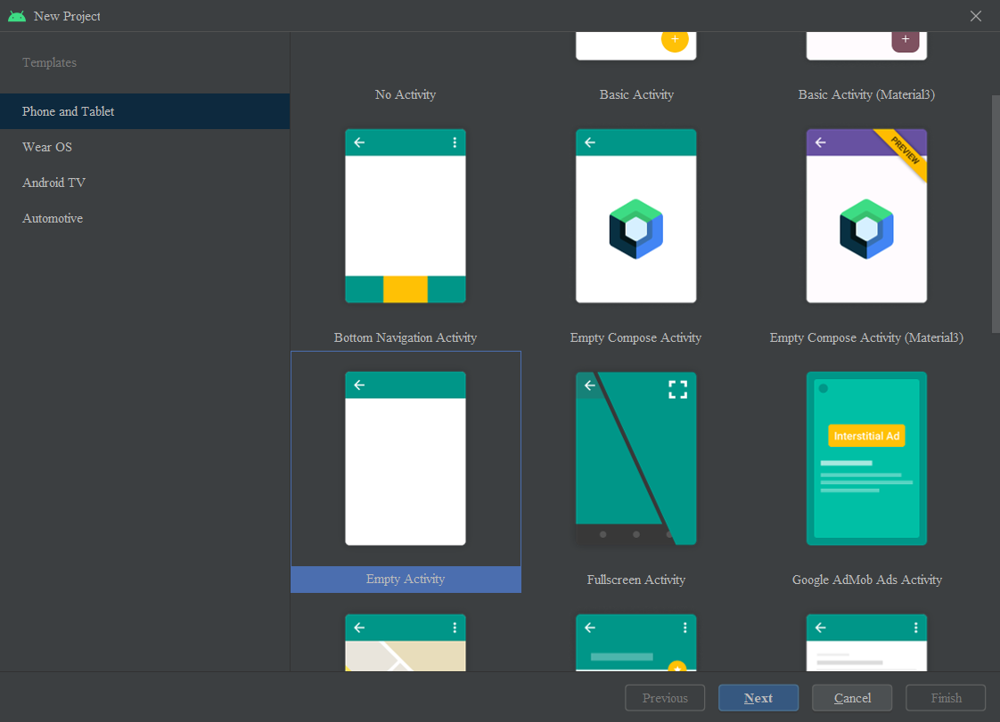 New Project
Templates
Phone and Tablet
Wear OS
Android TV
Automotive
No Activity
Basic Activity
Basic Activity (Material3)
PREVIEW
Bottom Navigation Activity
Empty Compose Activity
Empty Compose Activity (Material3)
Interstitial Ad
Empty Activity
Fullscreen Activity
Google AdMob Ads Activity
Previous
Next
Cancel
Finish